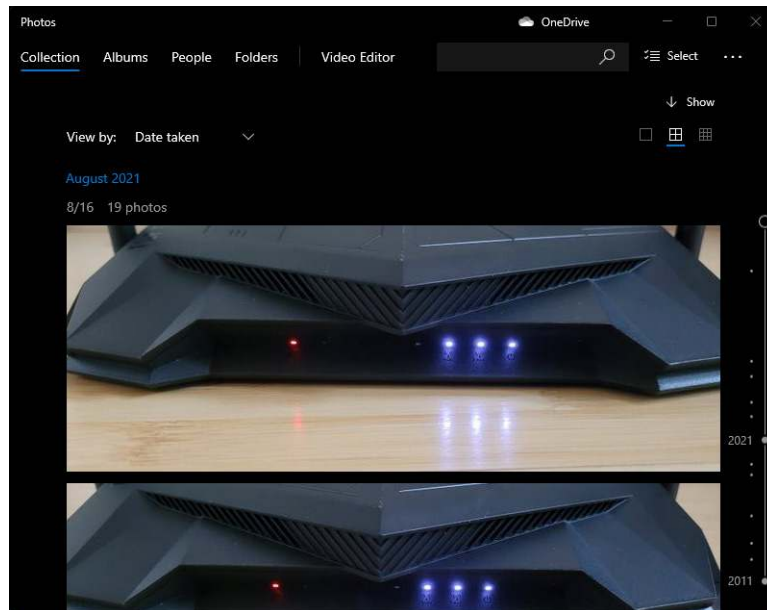 Photos OneDrive
Collection Albums People Folders Video Editor Select
Show
View by: Date taken
August 2021
8/16 19 photos
2021
2011